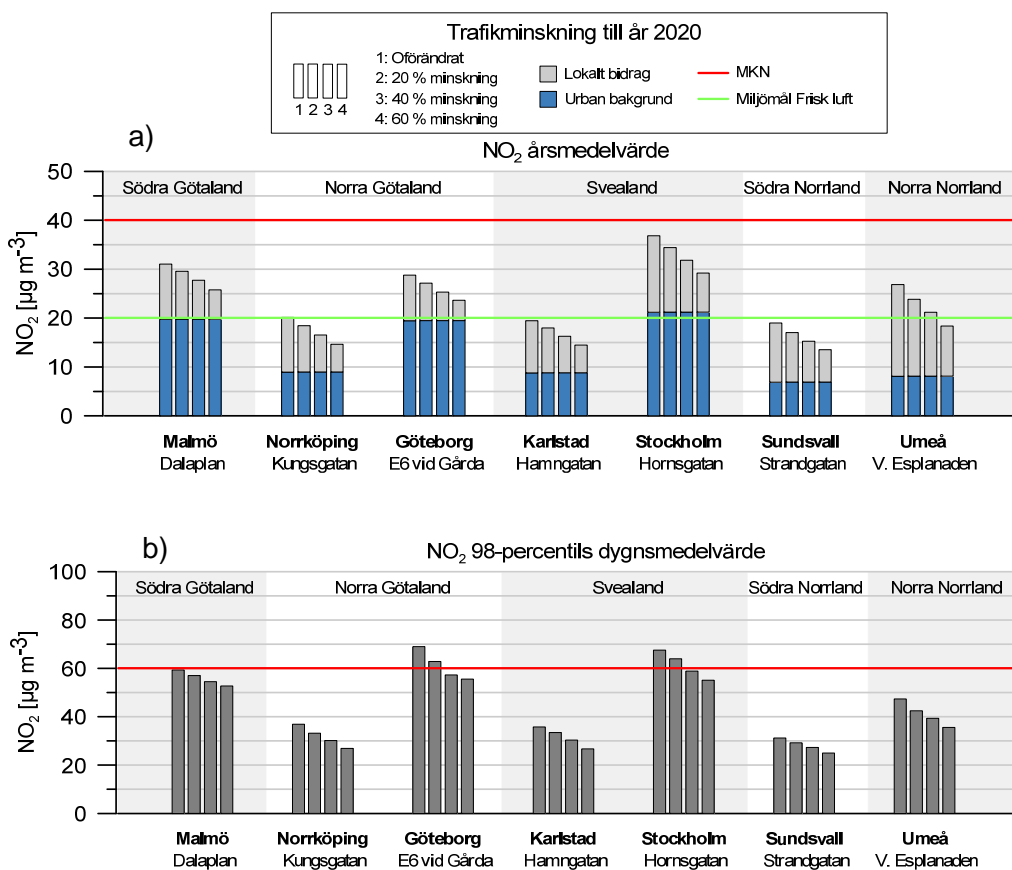 Trafikminskning till år 2020
1: Oförändrat
2: 20 % minskning
3: 40 % minskning
4: 60 % minskning
1 2 3 4
Lokalt bidrag
Urban bakgrund
MKN
Miljömål Frisk luft
a)
NO₂ årsmedelvärde
Södra Götaland Norra Götaland Svealand Södra Norrland Norra Norrland
NO₂ [µg m⁻³]
50
40
30
20
10
0
Malmö Norrköping Göteborg Karlstad Stockholm Sundsvall Umeå
Dalaplan Kungsgatan E6 vid Gårda Hamngatan Hornsgatan Strandgatan V. Esplanaden
b)
NO₂ 98-percentils dygnsmedelvärde
Södra Götaland Norra Götaland Svealand Södra Norrland Norra Norrland
NO₂ [µg m⁻³]
100
80
60
40
20
0
Malmö Norrköping Göteborg Karlstad Stockholm Sundsvall Umeå
Dalaplan Kungsgatan E6 vid Gårda Hamngatan Hornsgatan Strandgatan V. Esplanaden